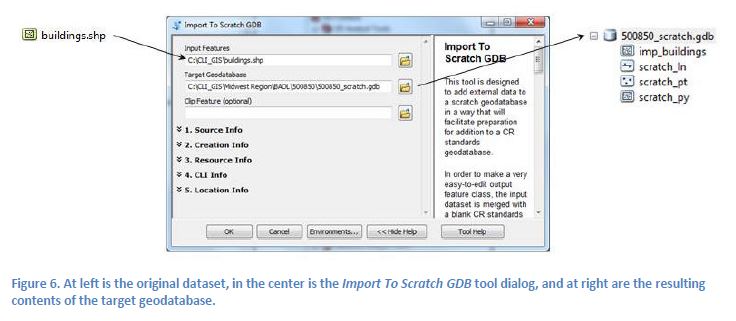 buildings.shp
Import To Scratch GDB
Input Features
C:\CLI_GIS\buildings.shp
Target Geodatabase
C:\CLI_GIS\Midwest Region\BADL\500850\500850_scratch.gdb
Clip Feature (optional)
1. Source Info
2. Creation Info
3. Resource Info
4. CLI Info
5. Location Info
OK
Cancel
Environments...
<< Hide Help
Import To
Scratch GDB
This tool is designed
to add external data to
a scratch geodatabase
in a way that will
facilitate preparation
for addition to a CR
standards
geodatabase.
In order to make a very
easy-to-edit output
feature class, the input
dataset is merged with
a blank CR standards
Tool Help
500850_scratch.gdb
imp_buildings
scratch_ln
scratch_pt
scratch_py
Figure 6. At left is the original dataset, in the center is the Import To Scratch GDB tool dialog, and at right are the resulting
contents of the target geodatabase.